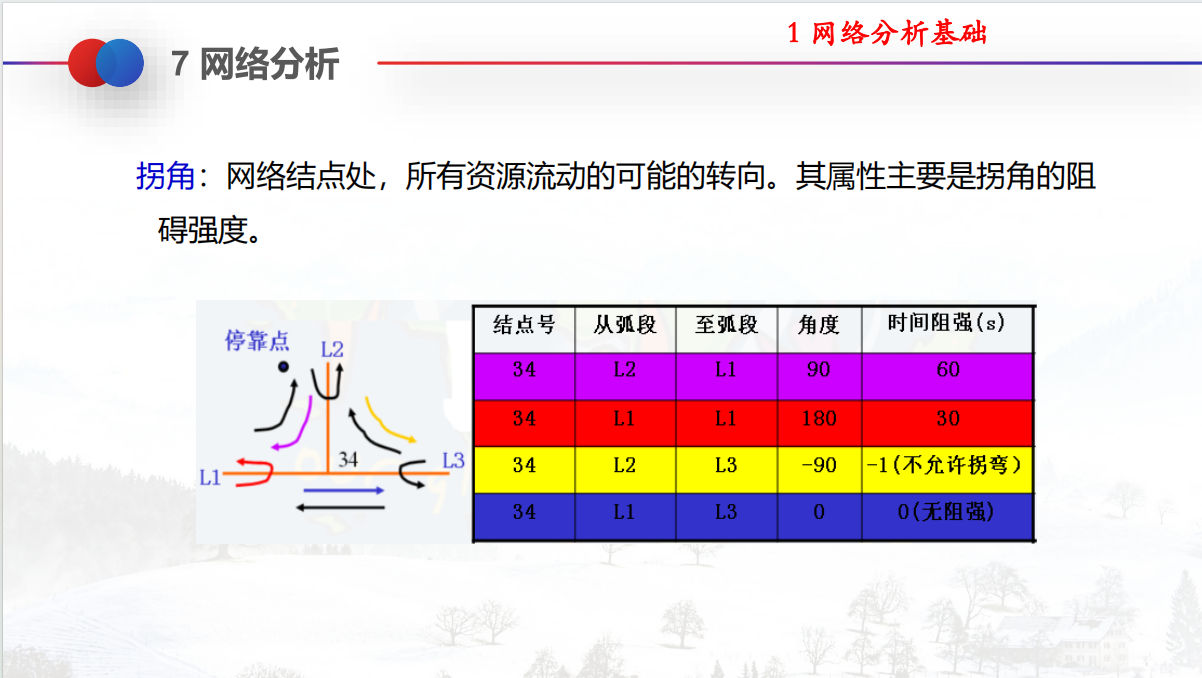 1 网络分析基础
7 网络分析
拐角：网络结点处，所有资源流动的可能的转向。其属性主要是拐角的阻
碍强度。
停靠点
L2
34
L1
L3
结点号 从弧段 至弧段 角度 时间阻强(s)
34 L2 L1 90 60
34 L1 L1 180 30
34 L2 L3 -90 -1(不允许拐弯)
34 L1 L3 0 0(无阻强)